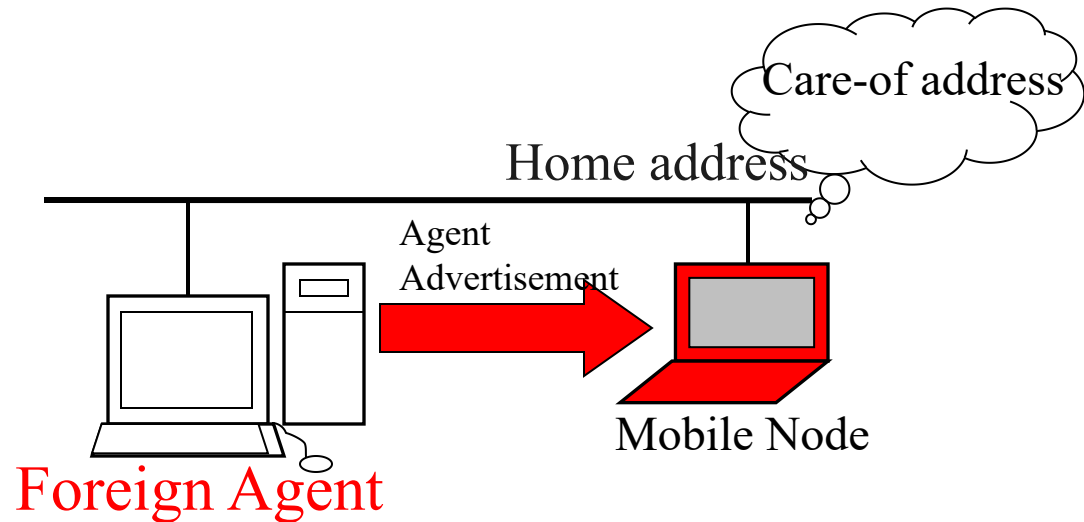 Care-of address
Home address
Agent
Advertisement
Mobile Node
Foreign Agent